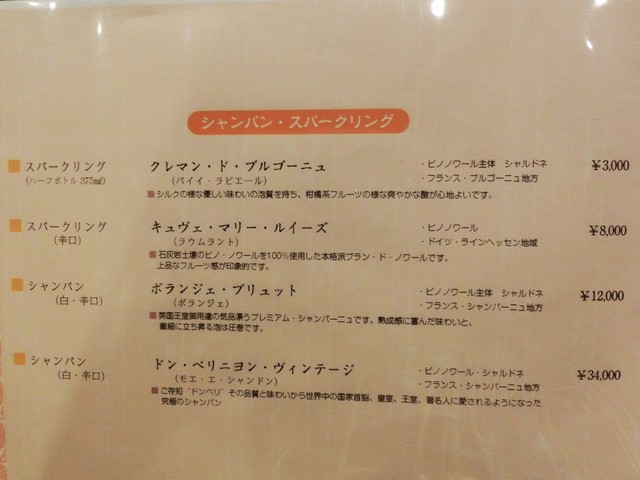 シャンパン・スパークリング
スパークリング クレマン・ド・ブルゴーニュ ・ピノノワール主体 シャルドネ ¥3,000
(ハーフボトル 375ml) (バイイ・ラピエール) ・フランス・ブルゴーニュ地方
シルクの様な優しい味わいの泡質を持ち、柑橘系フルーツの様な爽やかな酸が心地よいです。
スパークリング キュヴェ・マリー・ルイーズ ・ピノノワール ¥8,000
(辛口) (ラウムラント) ・ドイツ・ラインヘッセン地域
石灰岩土壌のピノ・ノワールを100%使用した本格派ブラン・ド・ノワールです。
上品なフルーツ感が印象的です。
シャンパン ボランジェ・ブリュット ・ピノノワール主体 シャルドネ ¥12,000
(白・辛口) (ボランジェ) ・フランス・シャンパーニュ地方
英国王室御用達の気品漂うプレミアム・シャンパーニュです。熟成感に富んだ味わいと、
繊細に立ち昇る泡は圧巻です。
シャンパン ドン・ペリニヨン・ヴィンテージ ・ピノノワール・シャルドネ ¥34,000
(白・辛口) (モエ・エ・シャンドン) ・フランス・シャンパーニュ地方
ご存知“ドンペリ”その品質と味わいから世界中の国家首脳、皇室、王室、著名人に愛されるようになった
究極のシャンパン